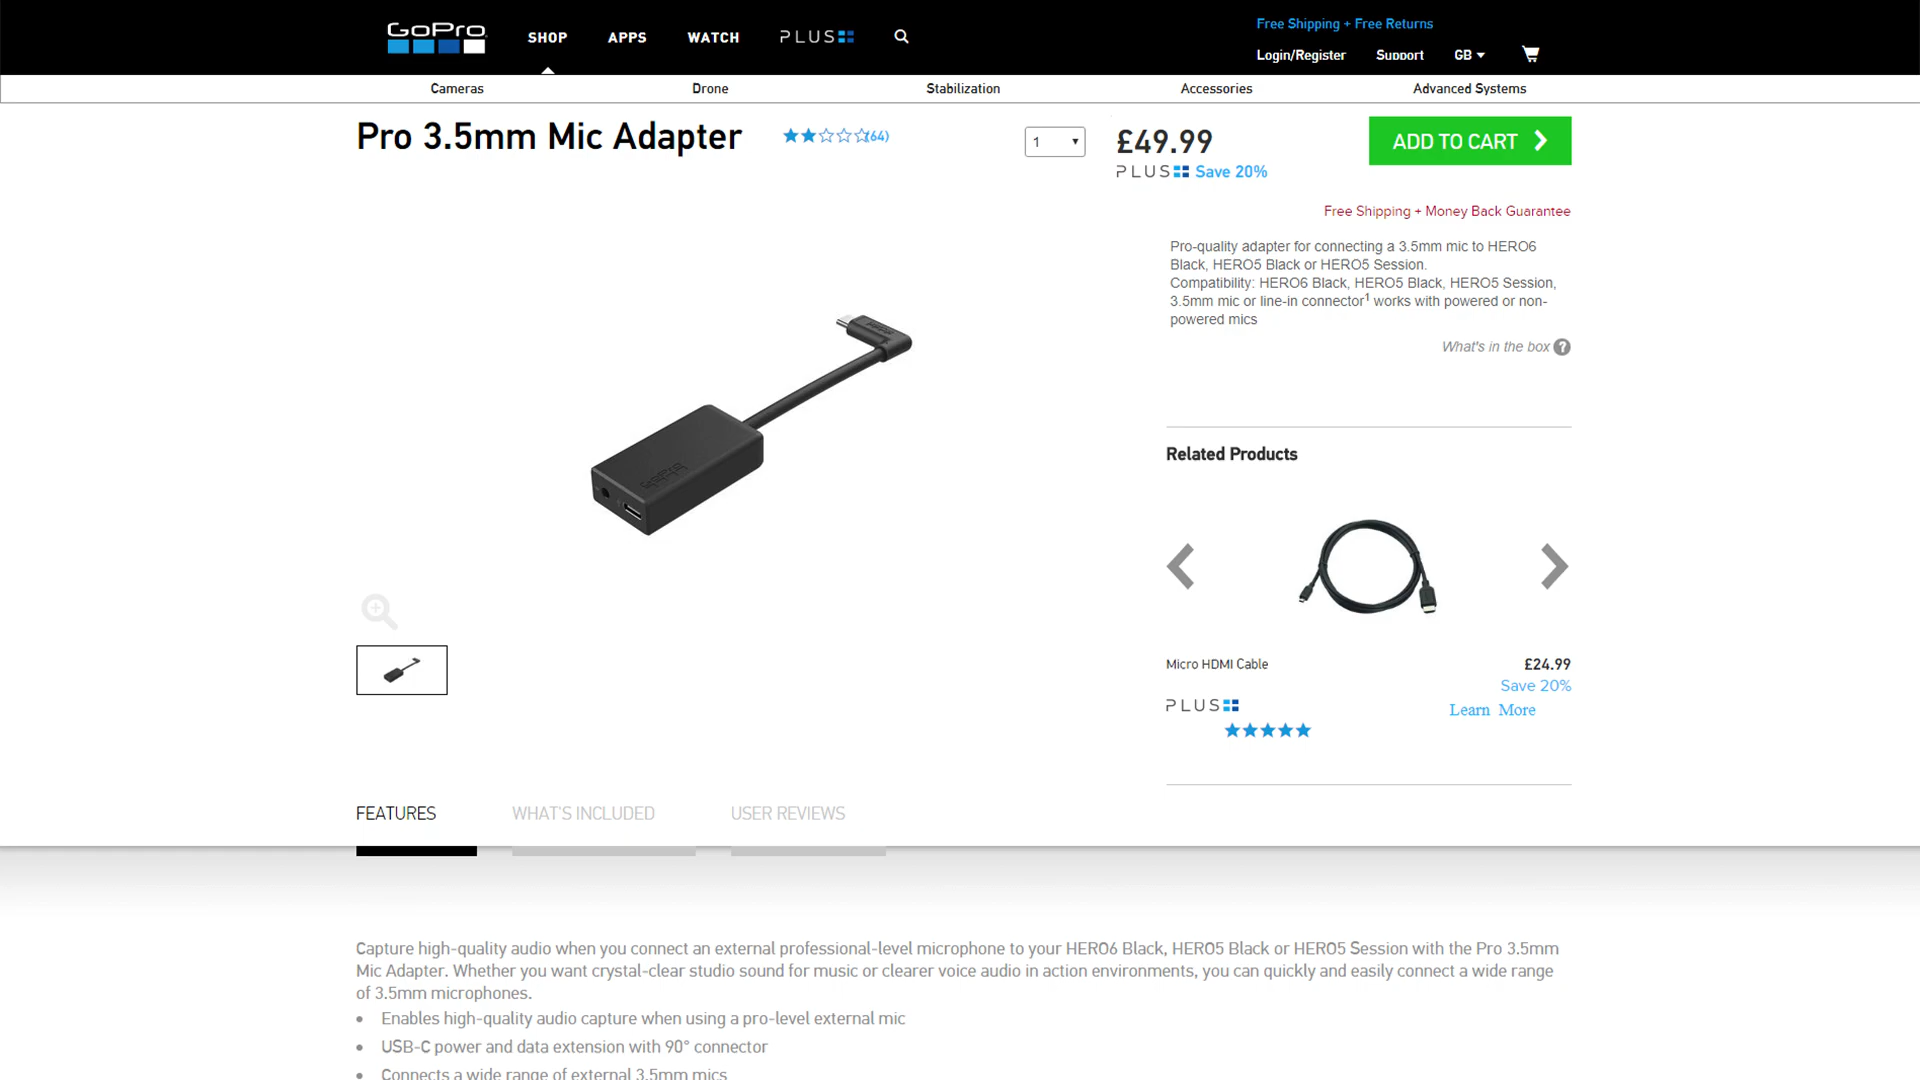 GoPro
SHOP
APPS
WATCH
PLUS
Free Shipping + Free Returns
Login/Register
Support
GB
Cameras
Drone
Stabilization
Accessories
Advanced Systems
Pro 3.5mm Mic Adapter
(64)
1
£49.99
ADD TO CART
PLUS Save 20%
Free Shipping + Money Back Guarantee
Pro-quality adapter for connecting a 3.5mm mic to HERO6
Black, HERO5 Black or HERO5 Session.
Compatibility: HERO6 Black, HERO5 Black, HERO5 Session,
3.5mm mic or line-in connector1 works with powered or non-
powered mics
What's in the box ?
Related Products
Micro HDMI Cable
£24.99
Save 20%
PLUS
Learn More
FEATURES
WHAT'S INCLUDED
USER REVIEWS
Capture high-quality audio when you connect an external professional-level microphone to your HERO6 Black, HERO5 Black or HERO5 Session with the Pro 3.5mm
Mic Adapter. Whether you want crystal-clear studio sound for music or clearer voice audio in action environments, you can quickly and easily connect a wide range
of 3.5mm microphones.
• Enables high-quality audio capture when using a pro-level external mic
• USB-C power and data extension with 90° connector
• Connects a wide range of external 3.5mm mics